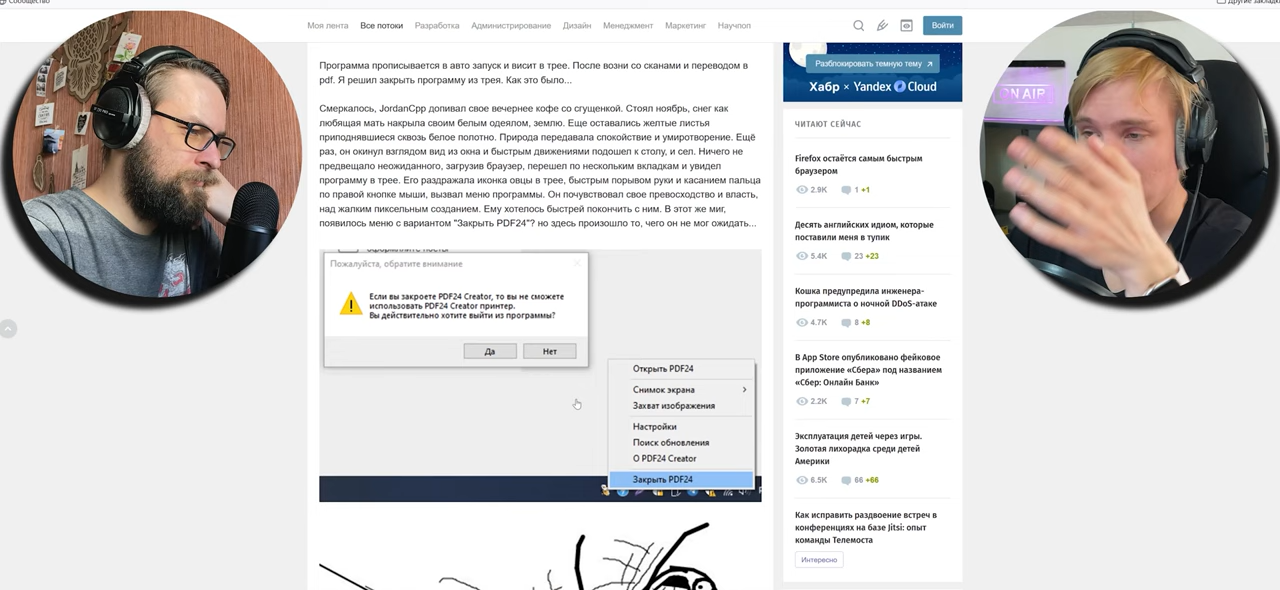 Сообщество
Другие закладки
Моя лента Все потоки Разработка Администрирование Дизайн Менеджмент Маркетинг Научпоп
Войти
Программа прописывается в авто запуск и висит в трее. После возни со сканами и переводом в
pdf. Я решил закрыть программу из трея. Как это было...
Смеркалось, JordanCpp допивал свое вечернее кофе со сгущенкой. Стоял ноябрь, снег как
любящая мать накрыла своим белым одеялом, землю. Еще оставались желтые листья
приподнявшиеся сквозь белое полотно. Природа передавала спокойствие и умиротворение. Ещё
раз, он окинул взглядом вид из окна и быстрым движениями подошел к столу, и сел. Ничего не
предвещало неожиданного, загрузив браузер, перешел по нескольким вкладкам и увидел
программу в трее. Его раздражала иконка овцы в трее, быстрым порывом руки и касанием пальца
по правой кнопке мыши, вызвал меню программы. Он почувствовал свое превосходство и власть,
над жалким пиксельным созданием. Ему хотелось быстрей покончить с ним. В этот же миг,
появилось меню с вариантом "Закрыть PDF24"? но здесь произошло то, чего он не мог ожидать...
Пожалуйста, обратите внимание
Если вы закроете PDF24 Creator, то вы не сможете
использовать PDF24 Creator принтер.
Вы действительно хотите выйти из программы?
Да
Нет
Открыть PDF24
Снимок экрана
Захват изображения
Настройки
Поиск обновления
О PDF24 Creator
Закрыть PDF24
Разблокировать темную тему
Хабр × Yandex Cloud
ЧИТАЮТ СЕЙЧАС
Firefox остаётся самым быстрым
браузером
2.9K 1 +1
Десять английских идиом, которые
поставили меня в тупик
5.4K 23 +23
Кошка предупредила инженера-
программиста о ночной DDoS-атаке
4.7K 8 +8
В App Store опубликовано фейковое
приложение «Сбера» под названием
«Сбер: Онлайн Банк»
2.2K 7 +7
Эксплуатация детей через игры.
Золотая лихорадка среди детей
Америки
6.5K 66 +66
Как исправить раздвоение встреч в
конференциях на базе Jitsi: опыт
команды Телемоста
Интересно
ON AIR